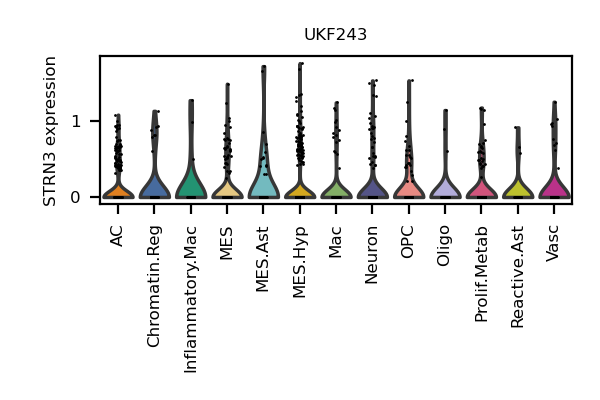 UKF243
STRN3 expression
1
0
AC
Chromatin.Reg
Inflammatory.Mac
MES
MES.Ast
MES.Hyp
Mac
Neuron
OPC
Oligo
Prolif.Metab
Reactive.Ast
Vasc